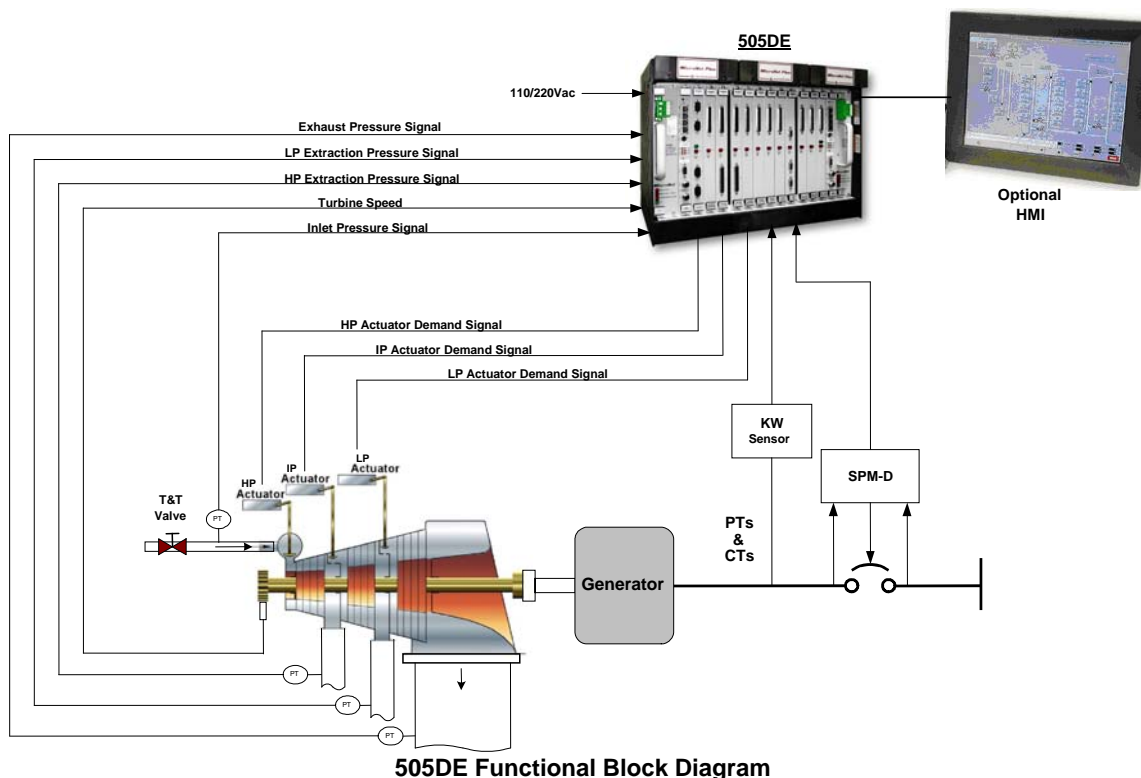 505DE
110/220Vac
Exhaust Pressure Signal
LP Extraction Pressure Signal
HP Extraction Pressure Signal
Turbine Speed
Inlet Pressure Signal
Optional
HMI
HP Actuator Demand Signal
IP Actuator Demand Signal
LP Actuator Demand Signal
KW
Sensor
SPM-D
LP
Actuator
IP
Actuator
HP
Actuator
T&T
Valve
PT
PTs
&
CTs
Generator
PT
PT
PT
505DE Functional Block Diagram